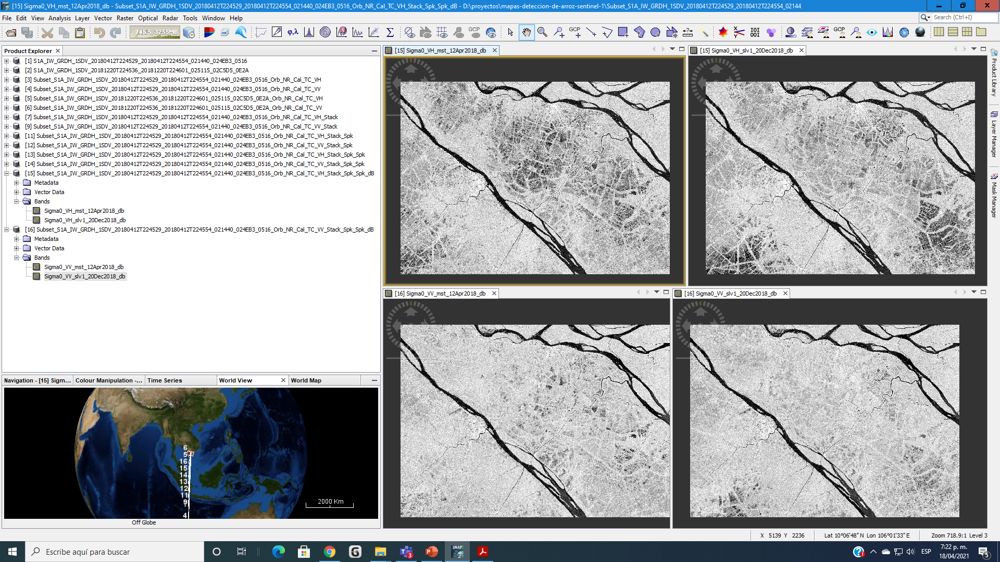 [15] Sigma0_VH_mst_12Apr2018_db - Subset_S1A_IW_GRDH_1SDV_20180412T224529_20180412T224554_021440_024EB3_0516_Orb_NR_Cal_TC_VH_Stack_Spk_Spk_dB - D:\proyectos\mapas-deteccion-de-arroz-sentinel-1\Subset_S1A_IW_GRDH_1SDV_20180412T224529_20180412T224554_02144
File Edit View Analysis Layer Vector Raster Optical Radar Tools Window Help
Search (Ctrl+I)
745.5/3255MB
Product Explorer
[1] S1A_IW_GRDH_1SDV_20180412T224529_20180412T224554_021440_024EB3_0516
[2] S1A_IW_GRDH_1SDV_20181220T224536_20181220T224601_025115_02C5D5_0E2A
[3] Subset_S1A_IW_GRDH_1SDV_20180412T224529_20180412T224554_021440_024EB3_0516_Orb_NR_Cal_TC_VH
[4] Subset_S1A_IW_GRDH_1SDV_20180412T224529_20180412T224554_021440_024EB3_0516_Orb_NR_Cal_TC_VV
[5] Subset_S1A_IW_GRDH_1SDV_20181220T224536_20181220T224601_025115_02C5D5_0E2A_Orb_NR_Cal_TC_VH
[6] Subset_S1A_IW_GRDH_1SDV_20181220T224536_20181220T224601_025115_02C5D5_0E2A_Orb_NR_Cal_TC_VV
[7] Subset_S1A_IW_GRDH_1SDV_20180412T224529_20180412T224554_021440_024EB3_0516_Orb_NR_Cal_TC_VH_Stack
[9] Subset_S1A_IW_GRDH_1SDV_20180412T224529_20180412T224554_021440_024EB3_0516_Orb_NR_Cal_TC_VV_Stack
[11] Subset_S1A_IW_GRDH_1SDV_20180412T224529_20180412T224554_021440_024EB3_0516_Orb_NR_Cal_TC_VH_Stack_Spk
[12] Subset_S1A_IW_GRDH_1SDV_20180412T224529_20180412T224554_021440_024EB3_0516_Orb_NR_Cal_TC_VV_Stack_Spk
[13] Subset_S1A_IW_GRDH_1SDV_20180412T224529_20180412T224554_021440_024EB3_0516_Orb_NR_Cal_TC_VH_Stack_Spk_Spk
[14] Subset_S1A_IW_GRDH_1SDV_20180412T224529_20180412T224554_021440_024EB3_0516_Orb_NR_Cal_TC_VV_Stack_Spk_Spk
[15] Subset_S1A_IW_GRDH_1SDV_20180412T224529_20180412T224554_021440_024EB3_0516_Orb_NR_Cal_TC_VH_Stack_Spk_Spk_dB
Metadata
Vector Data
Bands
Sigma0_VH_mst_12Apr2018_db
Sigma0_VH_slv1_20Dec2018_db
[16] Subset_S1A_IW_GRDH_1SDV_20180412T224529_20180412T224554_021440_024EB3_0516_Orb_NR_Cal_TC_VV_Stack_Spk_Spk_dB
Metadata
Vector Data
Bands
Sigma0_VV_mst_12Apr2018_db
Sigma0_VV_slv1_20Dec2018_db
[15] Sigma0_VH_mst_12Apr2018_db
[15] Sigma0_VH_slv1_20Dec2018_db
[16] Sigma0_VV_mst_12Apr2018_db
[16] Sigma0_VV_slv1_20Dec2018_db
Product Library
Layer Manager
Mask Manager
Navigation - [15] Sigm...
Colour Manipulation -...
Time Series
World View
World Map
6
5
16
15
14
13
12
11
9
4
2000 Km
Off Globe
X 5139 Y 2236
Lat 10°06'48" N Lon 106°01'33" E
Zoom 718.9:1 Level 3
Escribe aquí para buscar
SNAP
3
ESP
7:22 p. m.
18/04/2021
5